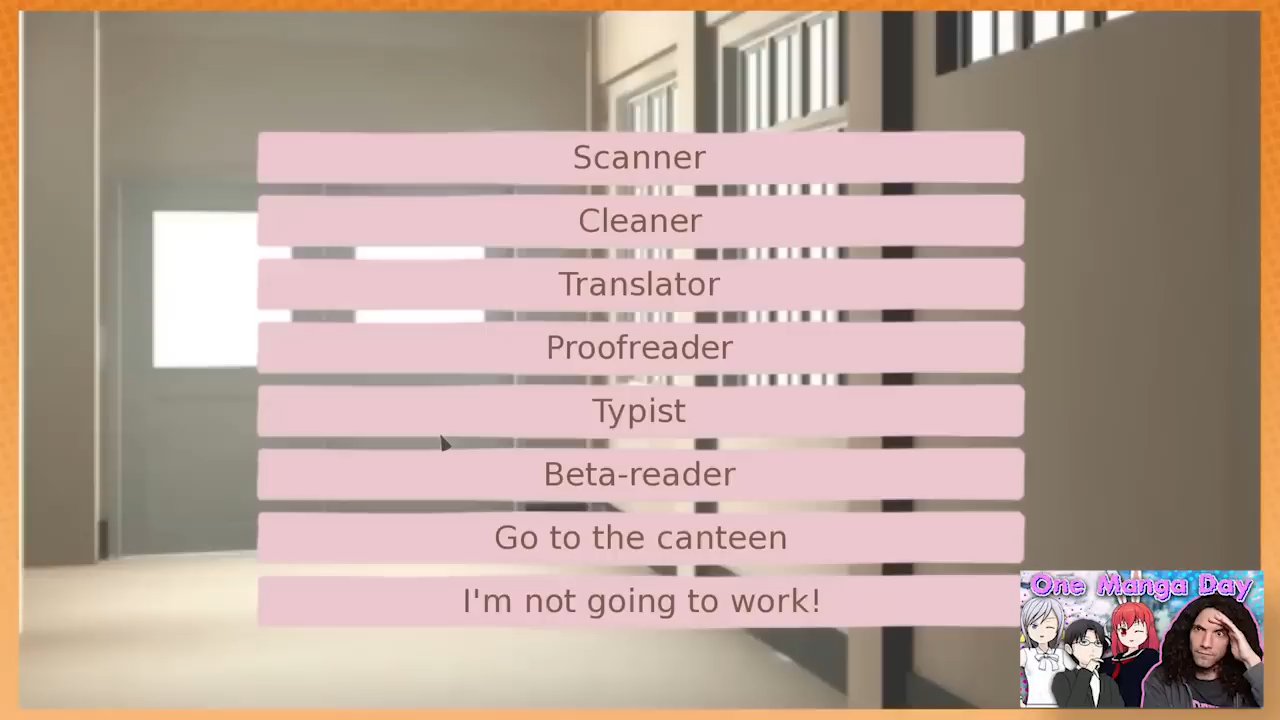 Scanner
Cleaner
Translator
Proofreader
Typist
Beta-reader
Go to the canteen
I'm not going to work!
One Manga Day